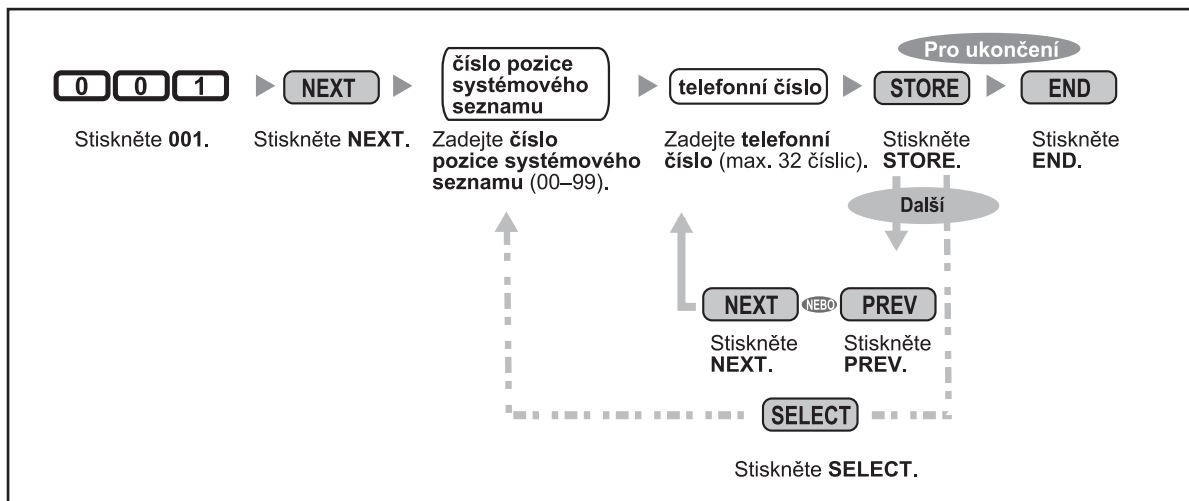 Pro ukončení
0 0 1
NEXT
číslo pozice
systémového
seznamu
telefonní číslo
STORE
END
Stiskněte 001.
Stiskněte NEXT.
Zadejte číslo
pozice systémového
seznamu (00–99).
Zadejte telefonní
číslo (max. 32 číslic).
Stiskněte
STORE.
Stiskněte
END.
Další
NEXT
NEBO
PREV
Stiskněte
NEXT.
Stiskněte
PREV.
SELECT
Stiskněte SELECT.